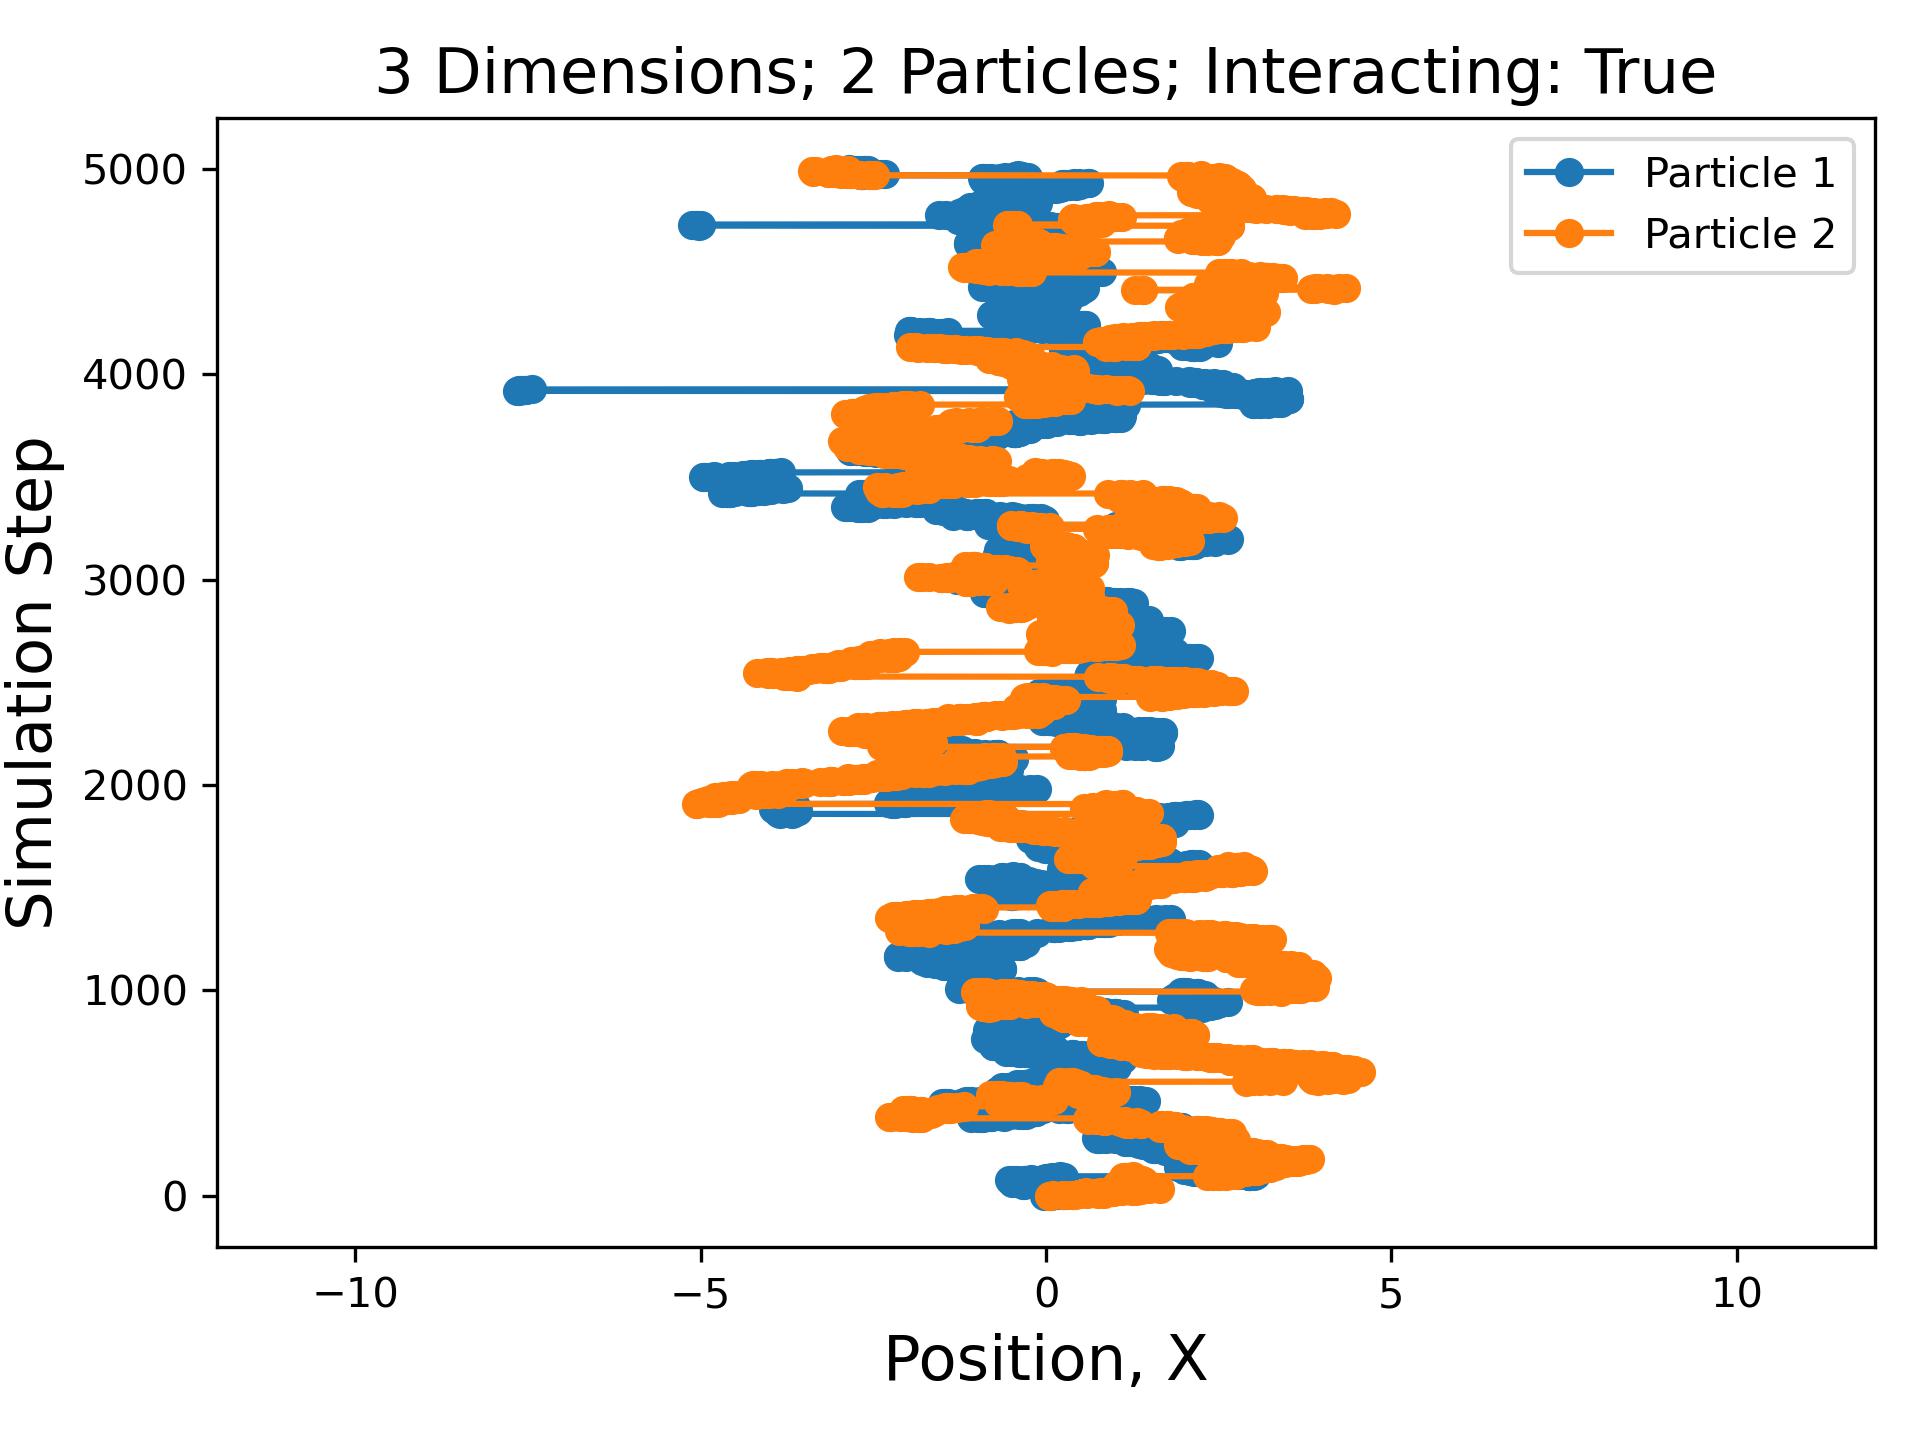 3 Dimensions; 2 Particles; Interacting: True
Particle 1
Particle 2
Simulation Step
5000
4000
3000
2000
1000
0
−10
−5
0
5
10
Position, X